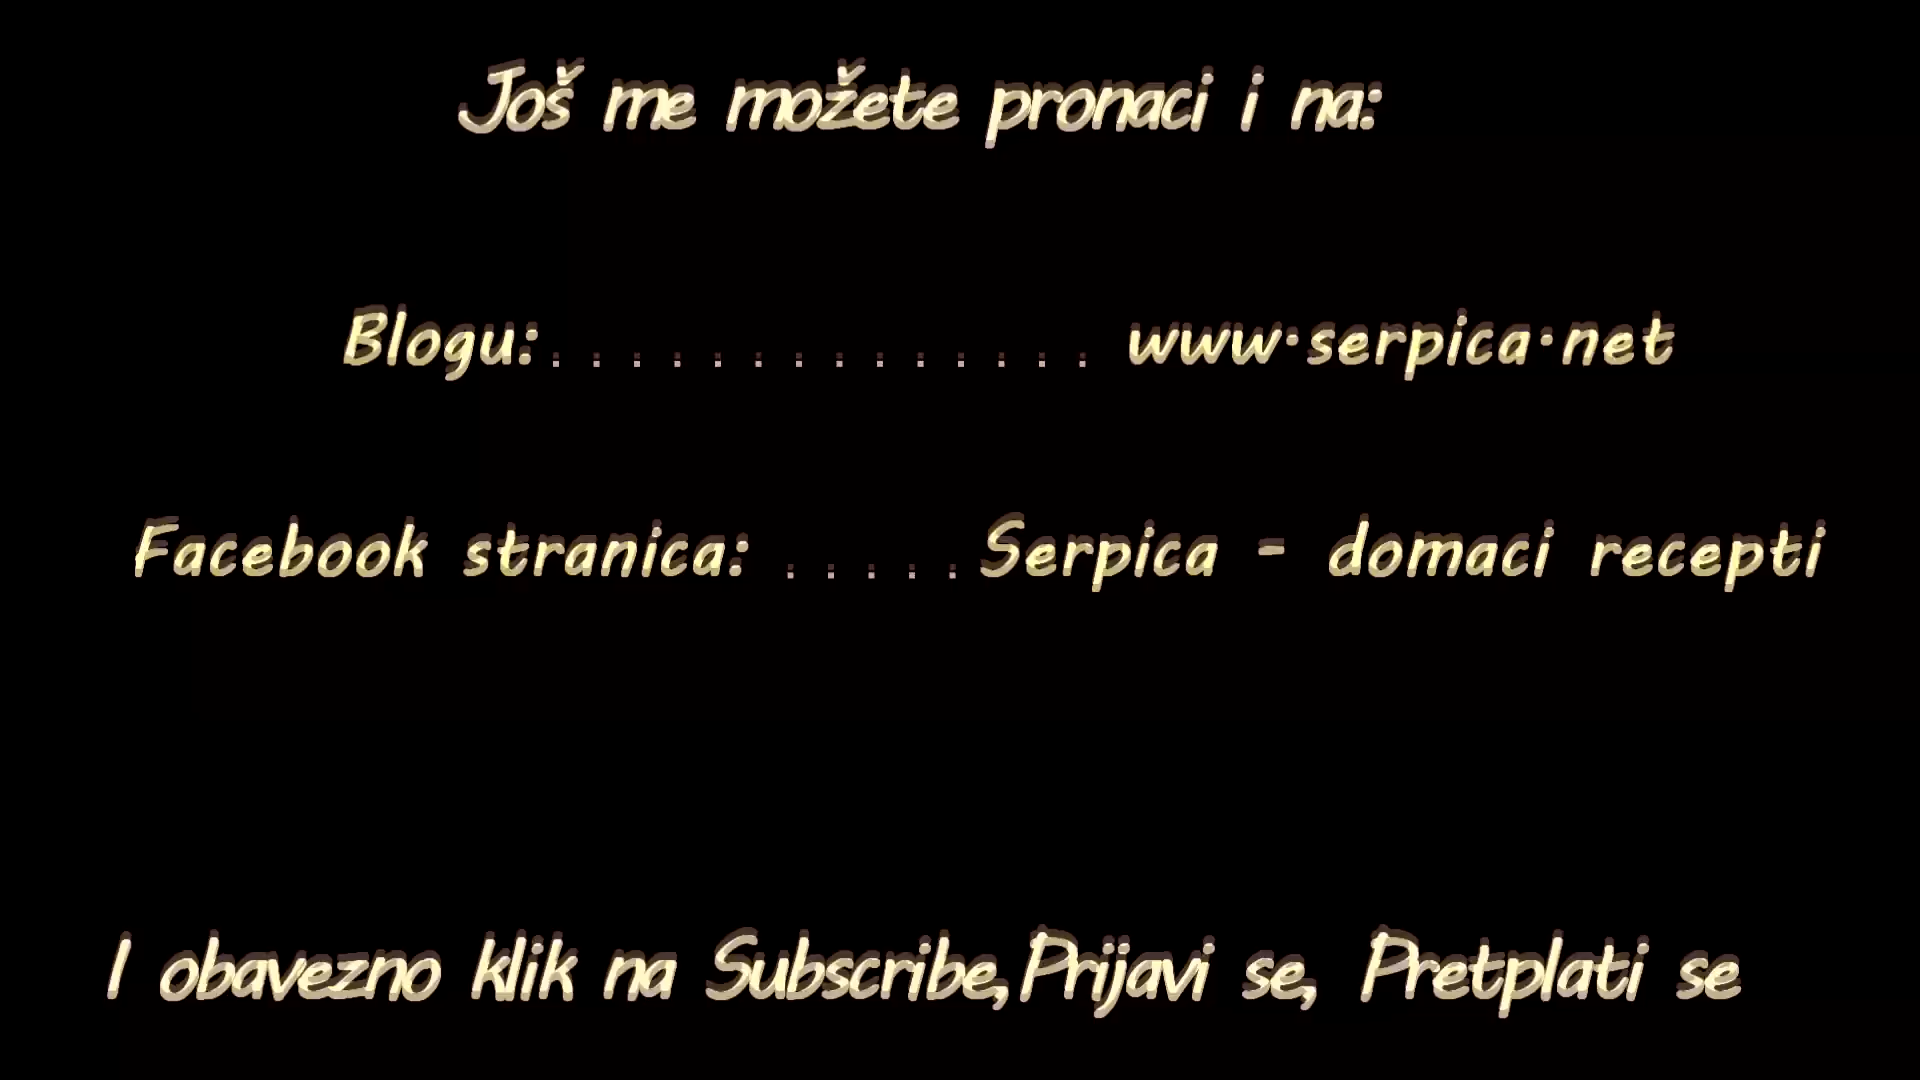 Još me možete pronaci i na:
Blogu:. . . . . . . . . . . . . . www.serpica.net
Facebook stranica: . . . . . Serpica - domaci recepti
I obavezno klik na Subscribe,Prijavi se, Pretplati se